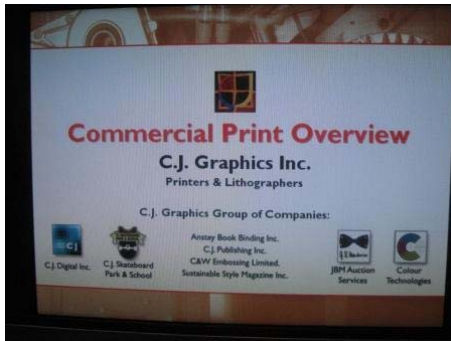 Commercial Print Overview
C.J. Graphics Inc.
Printers & Lithographers
C.J. Graphics Group of Companies:
CJ
C.J. Digital Inc.
C.J. Skateboard
Park & School
Anstey Book Binding Inc.
C.J. Publishing Inc.
C&W Embossing Limited.
Sustainable Style Magazine Inc.
JBM Auction
Services
Colour
Technologies